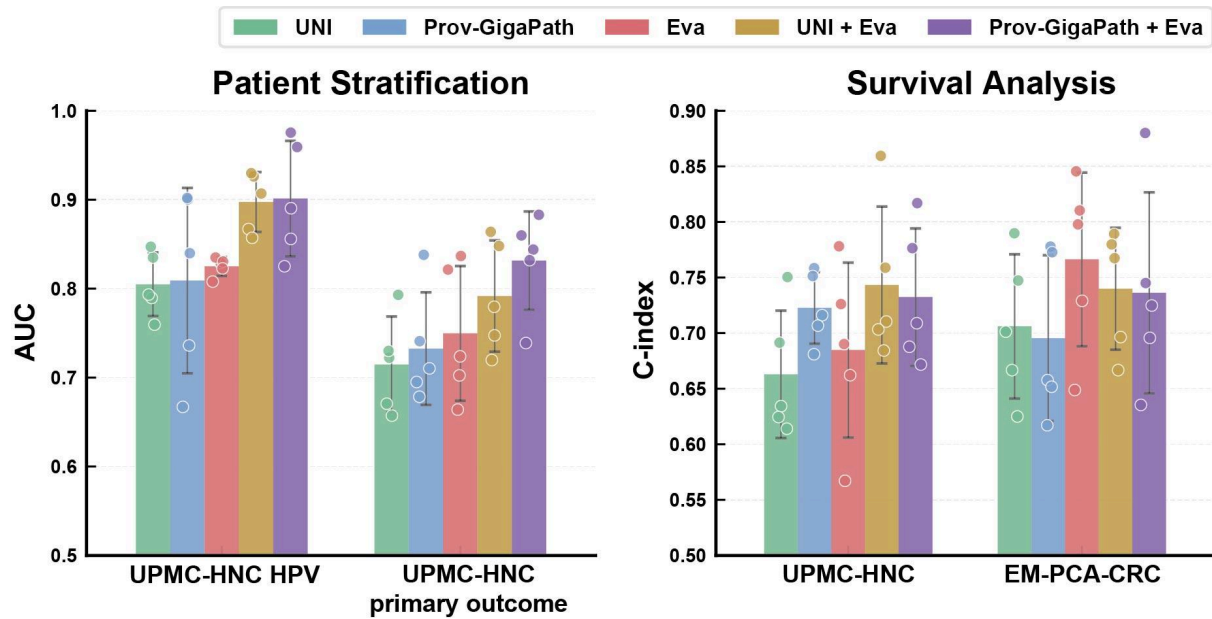 UNI Prov-GigaPath Eva UNI + Eva Prov-GigaPath + Eva
Patient Stratification
AUC
1.0
0.9
0.8
0.7
0.6
0.5
UPMC-HNC HPV
UPMC-HNC
primary outcome
Survival Analysis
C-index
0.90
0.85
0.80
0.75
0.70
0.65
0.60
0.55
0.50
UPMC-HNC
EM-PCA-CRC